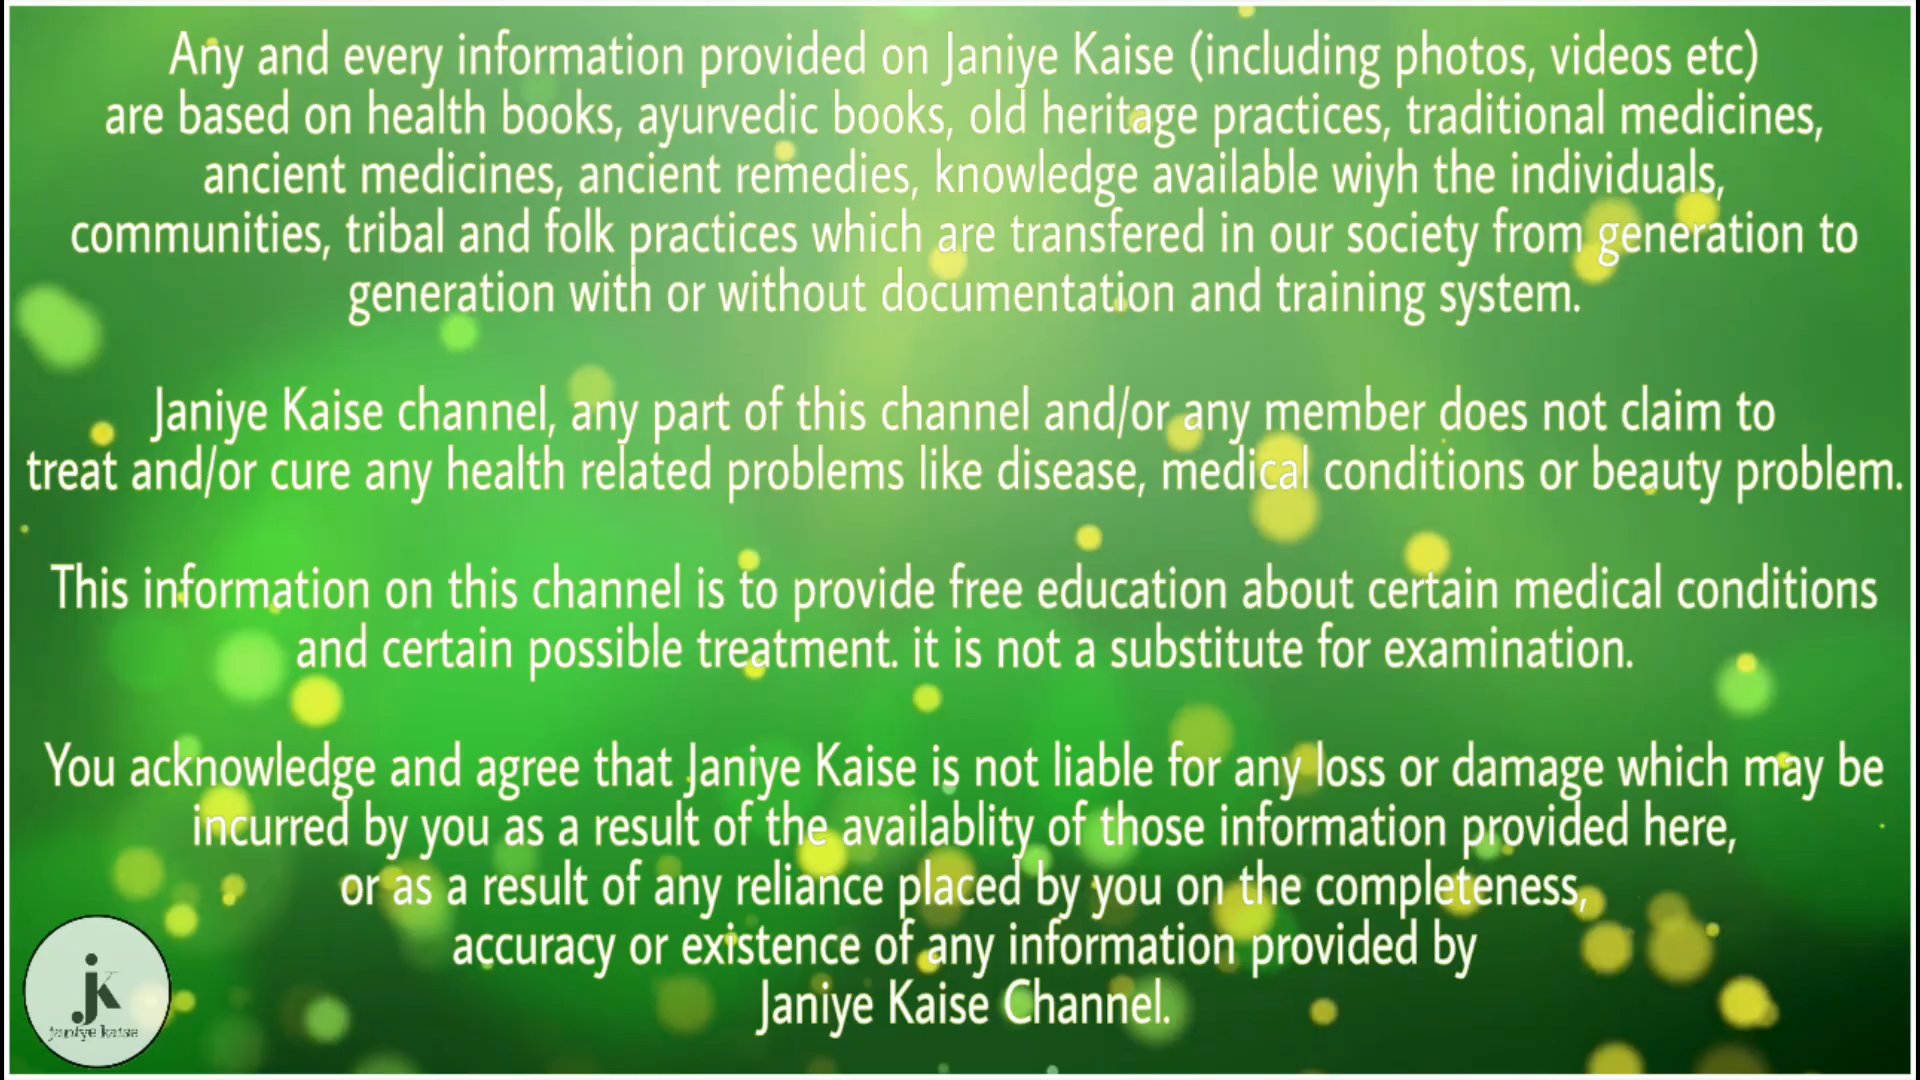 Any and every information provided on Janiye Kaise (including photos, videos etc)
are based on health books, ayurvedic books, old heritage practices, traditional medicines,
ancient medicines, ancient remedies, knowledge available wiyh the individuals,
communities, tribal and folk practices which are transfered in our society from generation to
generation with or without documentation and training system.
Janiye Kaise channel, any part of this channel and/or any member does not claim to
treat and/or cure any health related problems like disease, medical conditions or beauty problem.
This information on this channel is to provide free education about certain medical conditions
and certain possible treatment. it is not a substitute for examination.
You acknowledge and agree that Janiye Kaise is not liable for any loss or damage which may be
incurred by you as a result of the availablity of those information provided here,
or as a result of any reliance placed by you on the completeness,
accuracy or existence of any information provided by
Janiye Kaise Channel.
jk
janiye kaise